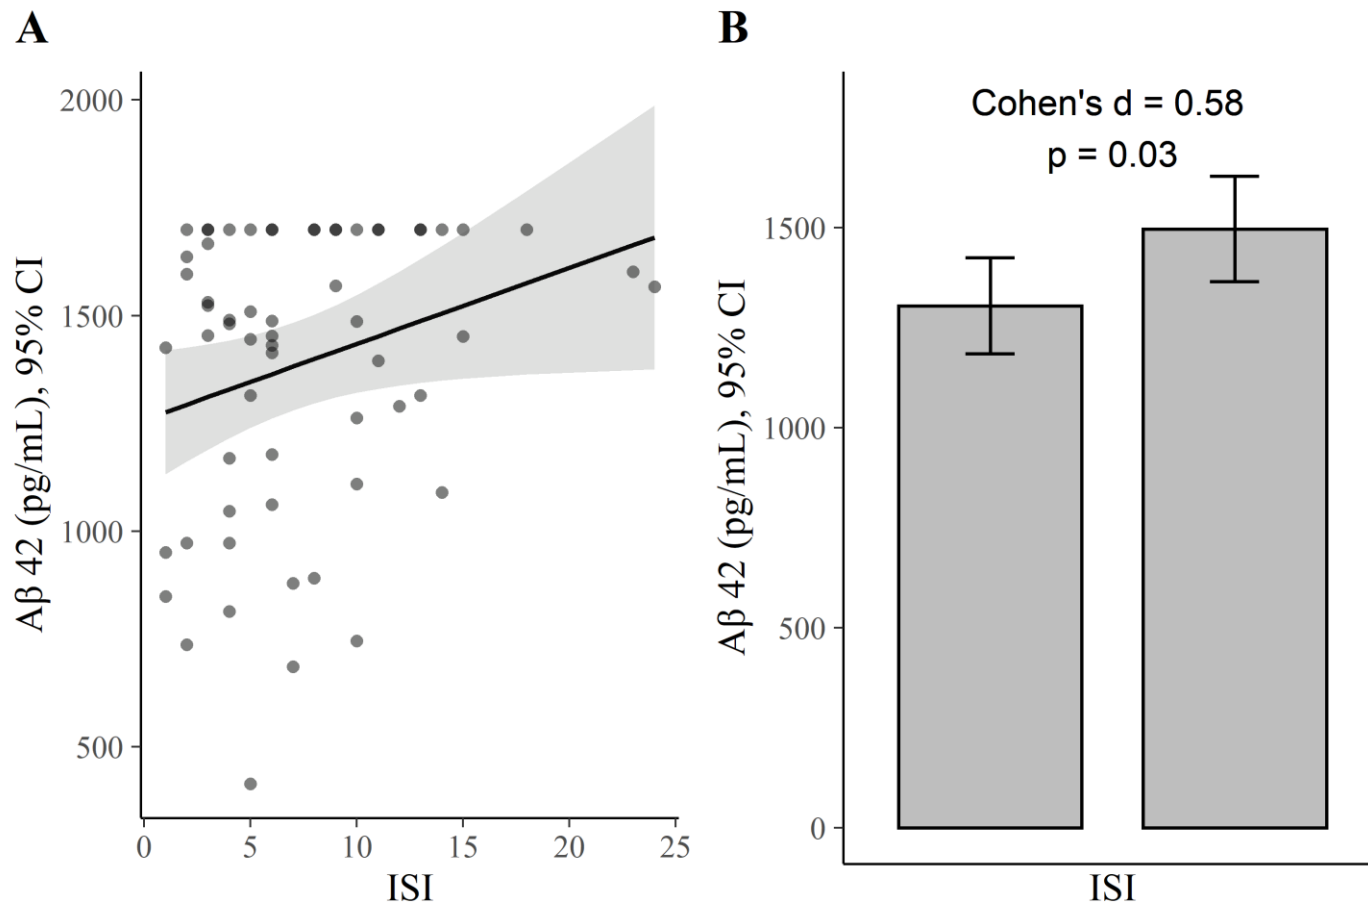 A
Aβ 42 (pg/mL), 95% CI
2000
1500
1000
500
0
5
10
15
20
25
ISI
B
Cohen's d = 0.58
p = 0.03
Aβ 42 (pg/mL), 95% CI
1500
1000
500
0
ISI